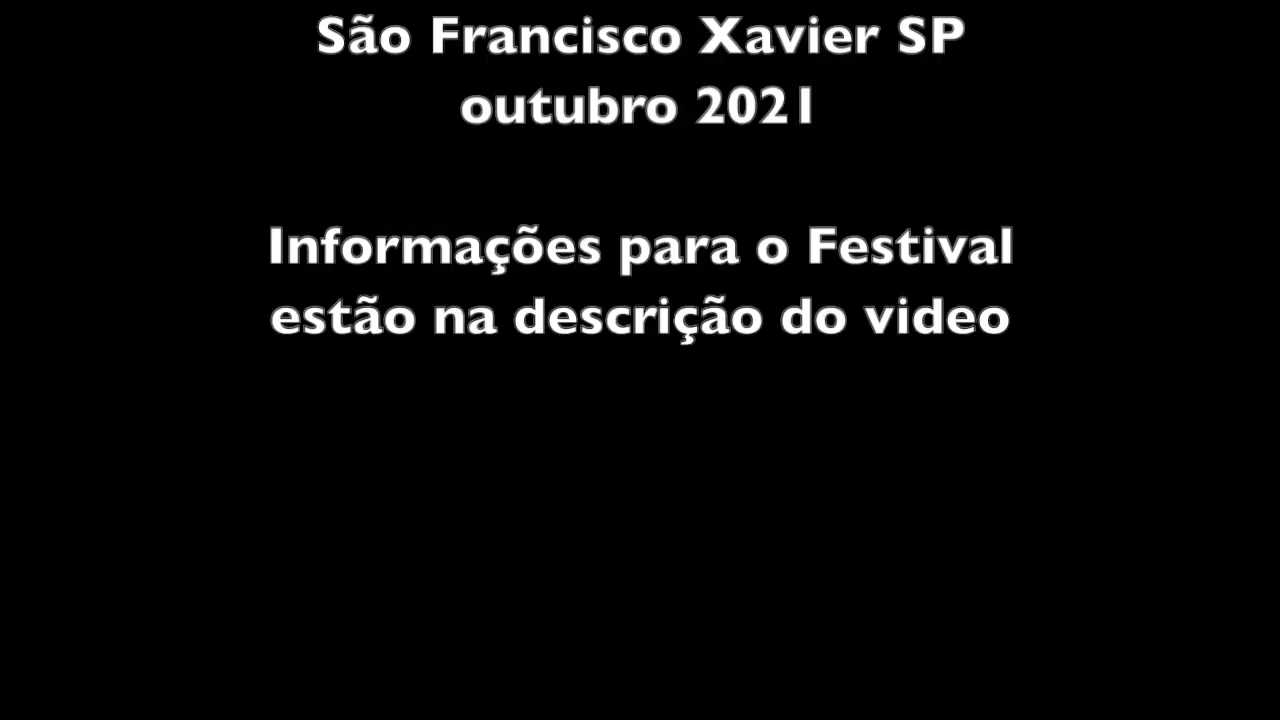 São Francisco Xavier SP
outubro 2021
Informações para o Festival
estão na descrição do video